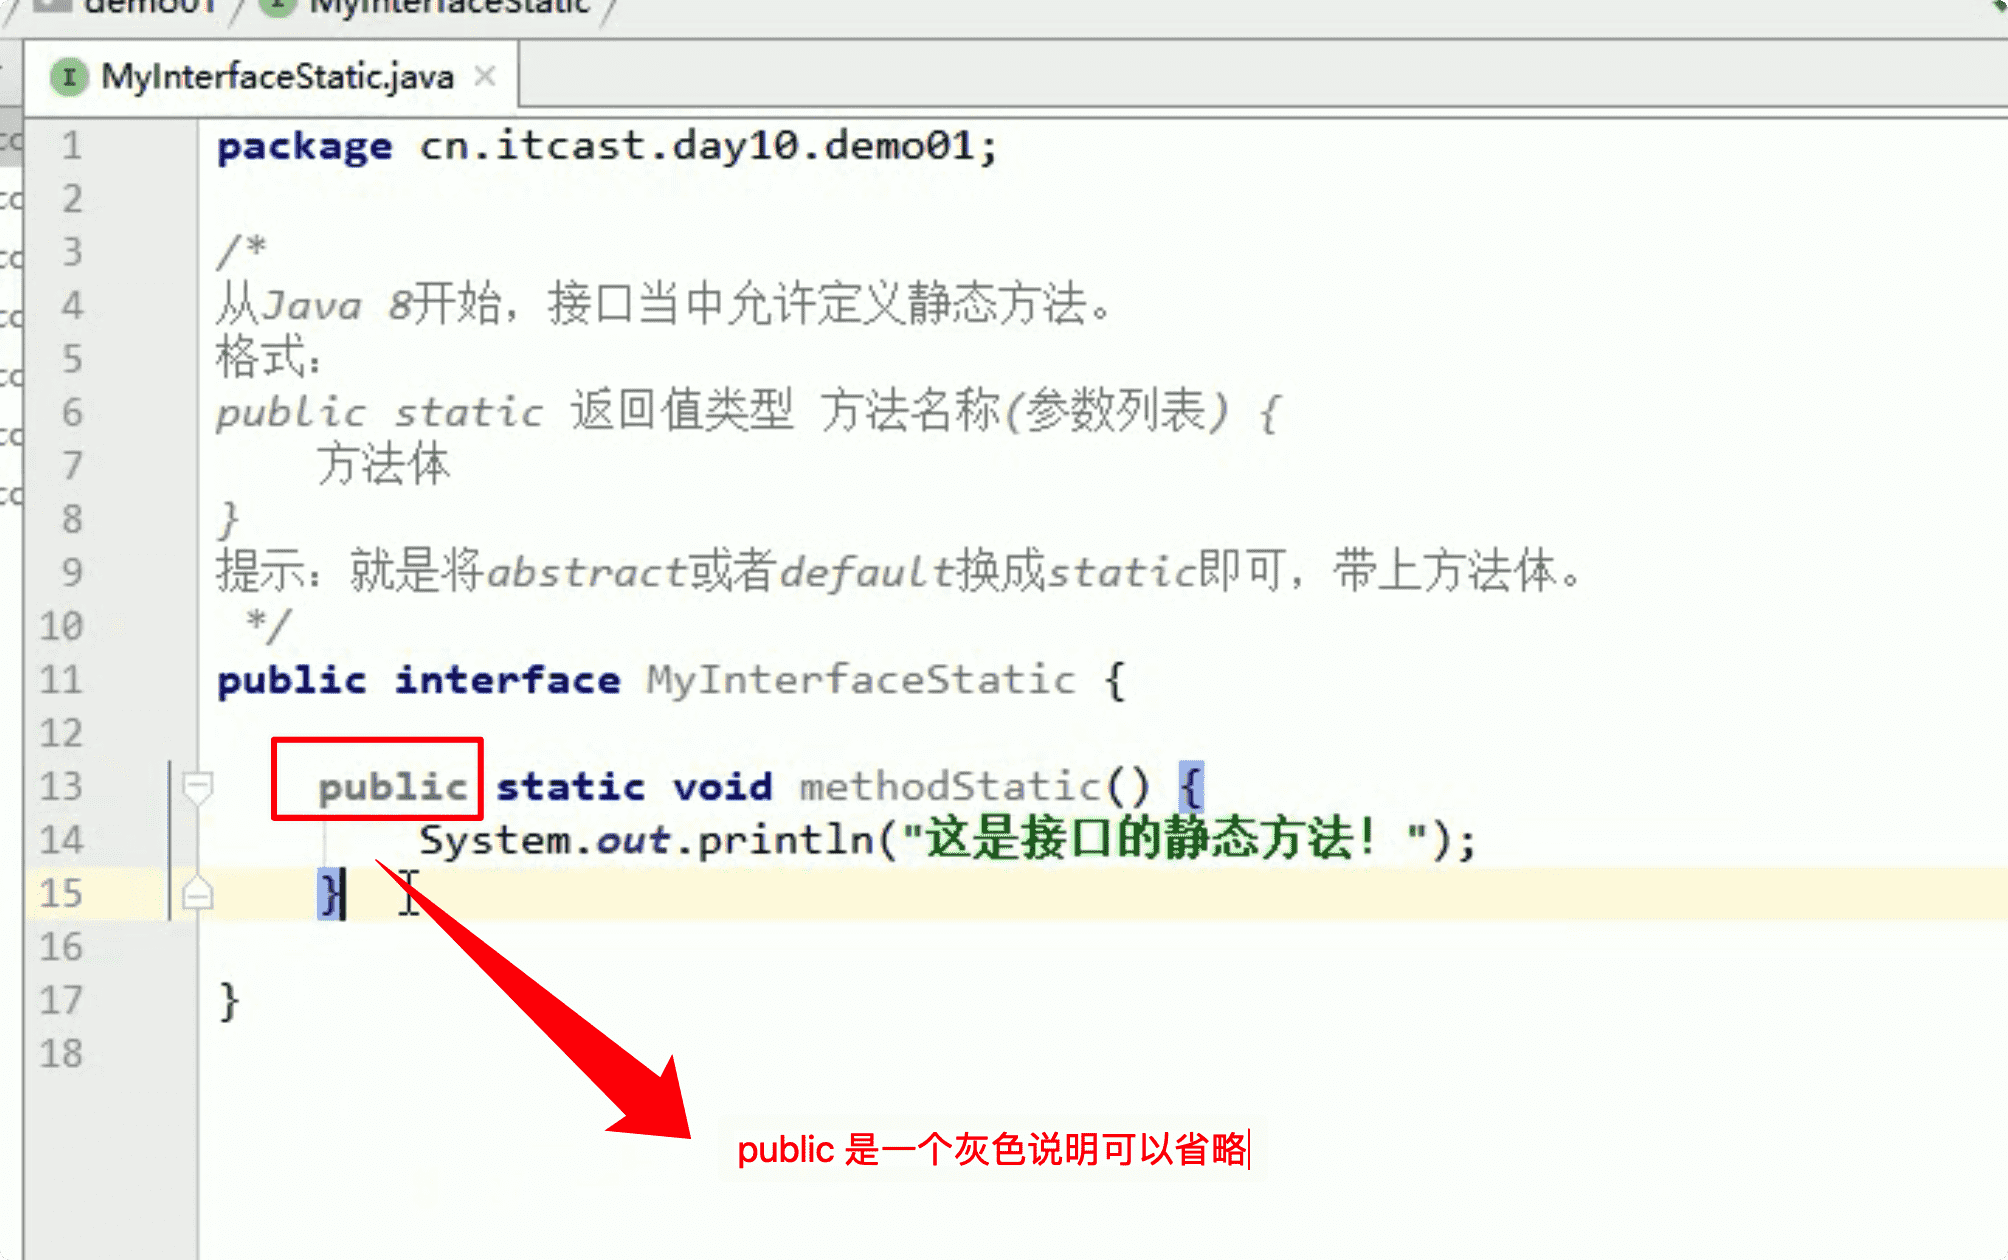 demo01 MyInterfaceStatic
MyInterfaceStatic.java
1 package cn.itcast.day10.demo01;
2
3 /*
4 从Java 8开始，接口当中允许定义静态方法。
5 格式：
6 public static 返回值类型 方法名称(参数列表) {
7 方法体
8 }
9 提示：就是将abstract或者default换成static即可，带上方法体。
10 */
11 public interface MyInterfaceStatic {
12
13 public static void methodStatic() {
14 System.out.println("这是接口的静态方法！");
15 }
16
17 }
18
public 是一个灰色说明可以省略